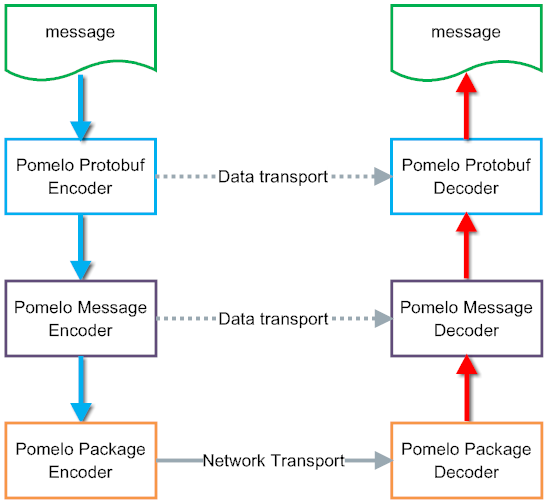 message
message
Pomelo Protobuf
Encoder
Data transport
Pomelo Protobuf
Decoder
Pomelo Message
Encoder
Data transport
Pomelo Message
Decoder
Pomelo Package
Encoder
Network Transport
Pomelo Package
Decoder